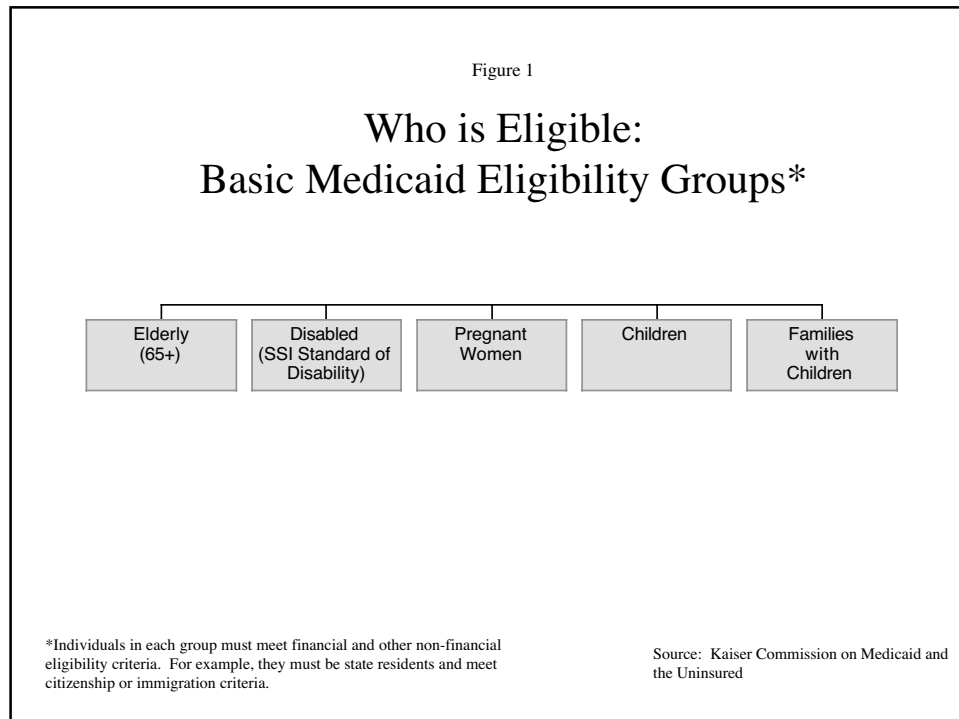 Figure 1
Who is Eligible:
Basic Medicaid Eligibility Groups*
Elderly
(65+)
Disabled
(SSI Standard of
Disability)
Pregnant
Women
Children
Families
with
Children
*Individuals in each group must meet financial and other non-financial
eligibility criteria.  For example, they must be state residents and meet
citizenship or immigration criteria.
Source:  Kaiser Commission on Medicaid and
the Uninsured